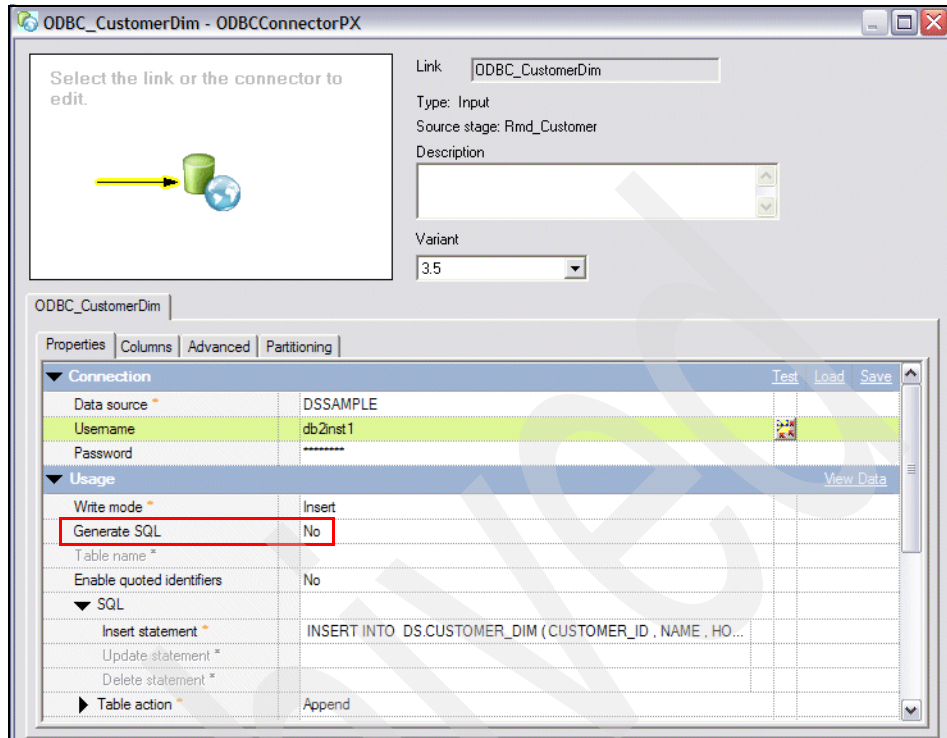 ODBC_CustomerDim - ODBCConnectorPX
Select the link or the connector to
edit.
Link ODBC_CustomerDim
Type: Input
Source stage: Rmd_Customer
Description
Variant
3.5
ODBC_CustomerDim
Properties Columns Advanced Partitioning
Connection Test Load Save
Data source * DSSAMPLE
Username db2inst1
Password ********
Usage View Data
Write mode * Insert
Generate SQL No
Table name *
Enable quoted identifiers No
SQL
Insert statement * INSERT INTO DS.CUSTOMER_DIM ( CUSTOMER_ID , NAME , HO...
Update statement *
Delete statement *
Table action * Append